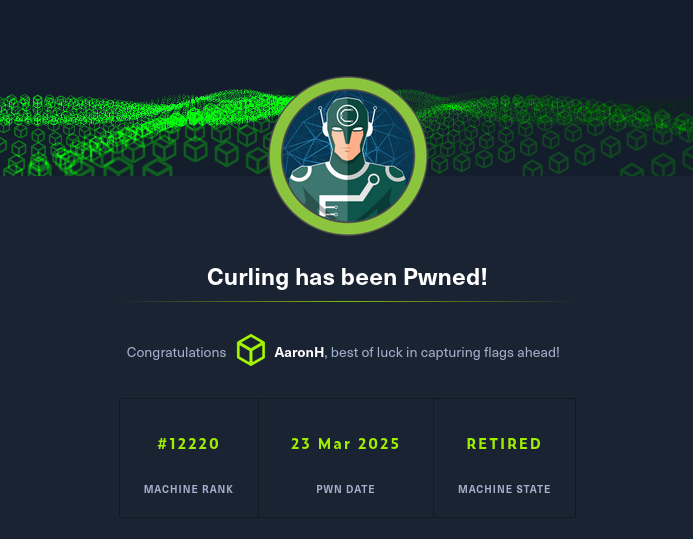 Curling has been Pwned!
Congratulations AaronH, best of luck in capturing flags ahead!
#12220 23 Mar 2025 RETIRED
MACHINE RANK PWN DATE MACHINE STATE